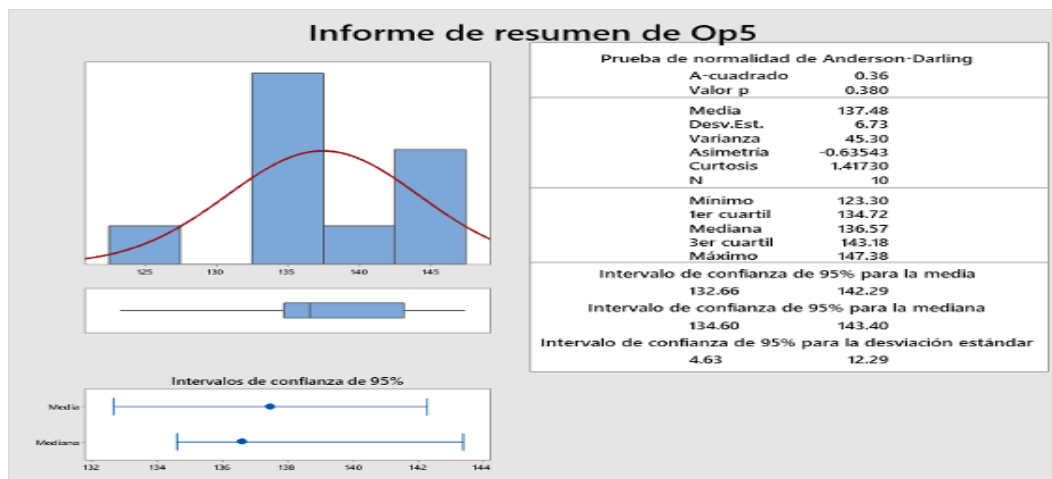 Informe de resumen de Op5
Prueba de normalidad de Anderson-Darling
A-cuadrado 0.36
Valor p 0.380
Media 137.48
Desv.Est. 6.73
Varianza 45.30
Asimetría -0.63543
Curtosis 1.41730
N 10
Mínimo 123.30
1er cuartil 134.72
Mediana 136.57
3er cuartil 143.18
Máximo 147.38
Intervalo de confianza de 95% para la media
132.66 142.29
Intervalo de confianza de 95% para la mediana
134.60 143.40
Intervalo de confianza de 95% para la desviación estándar
4.63 12.29
125 130 135 140 145
Intervalos de confianza de 95%
Media
Mediana
132 134 136 138 140 142 144